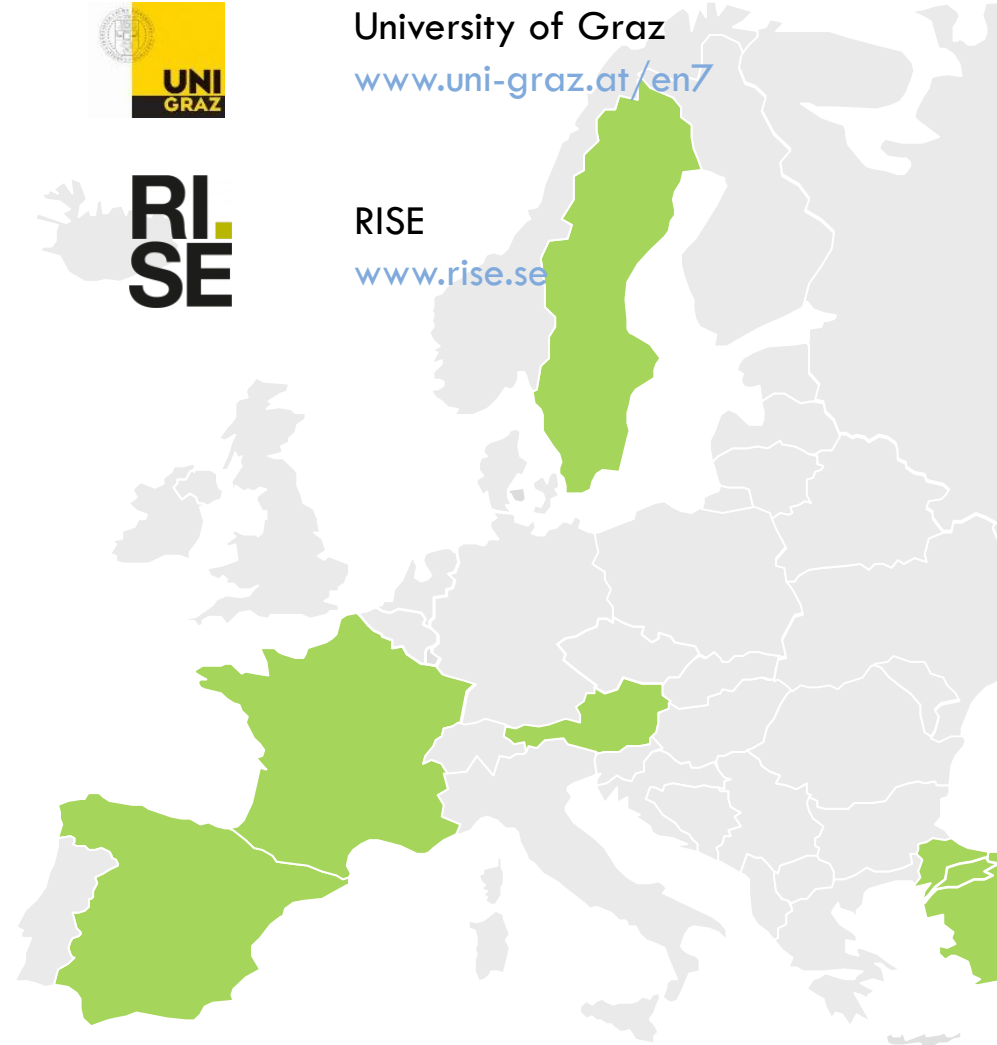 University of Graz
www.uni-graz.at/en7
UNI
GRAZ
RISE
www.rise.se
RI.
SE